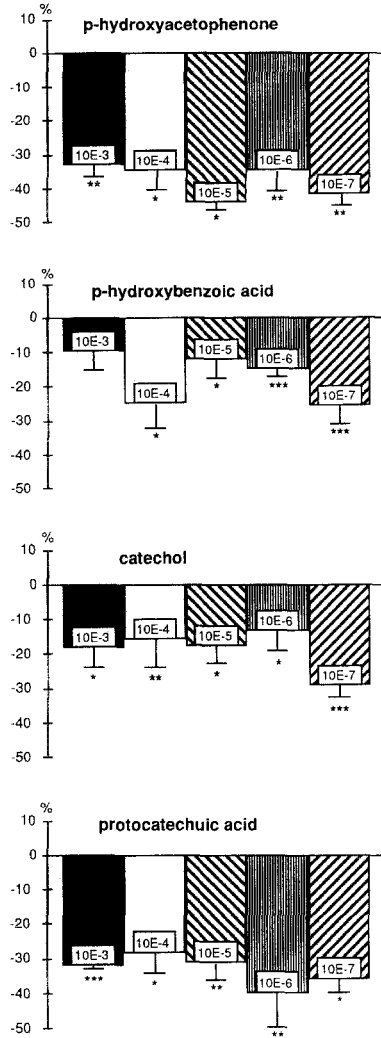 p-hydroxyacetophenone
%
10
0
-10
-20
-30
-40
-50
10E-3
10E-4
10E-5
10E-6
10E-7
**
*
*
**
**
p-hydroxybenzoic acid
%
10
0
-10
-20
-30
-40
-50
10E-3
10E-4
10E-5
10E-6
10E-7
*
*
***
***
catechol
%
10
0
-10
-20
-30
-40
-50
10E-3
10E-4
10E-5
10E-6
10E-7
*
**
*
*
***
protocatechuic acid
%
10
0
-10
-20
-30
-40
-50
10E-3
10E-4
10E-5
10E-6
10E-7
***
*
**
**
*